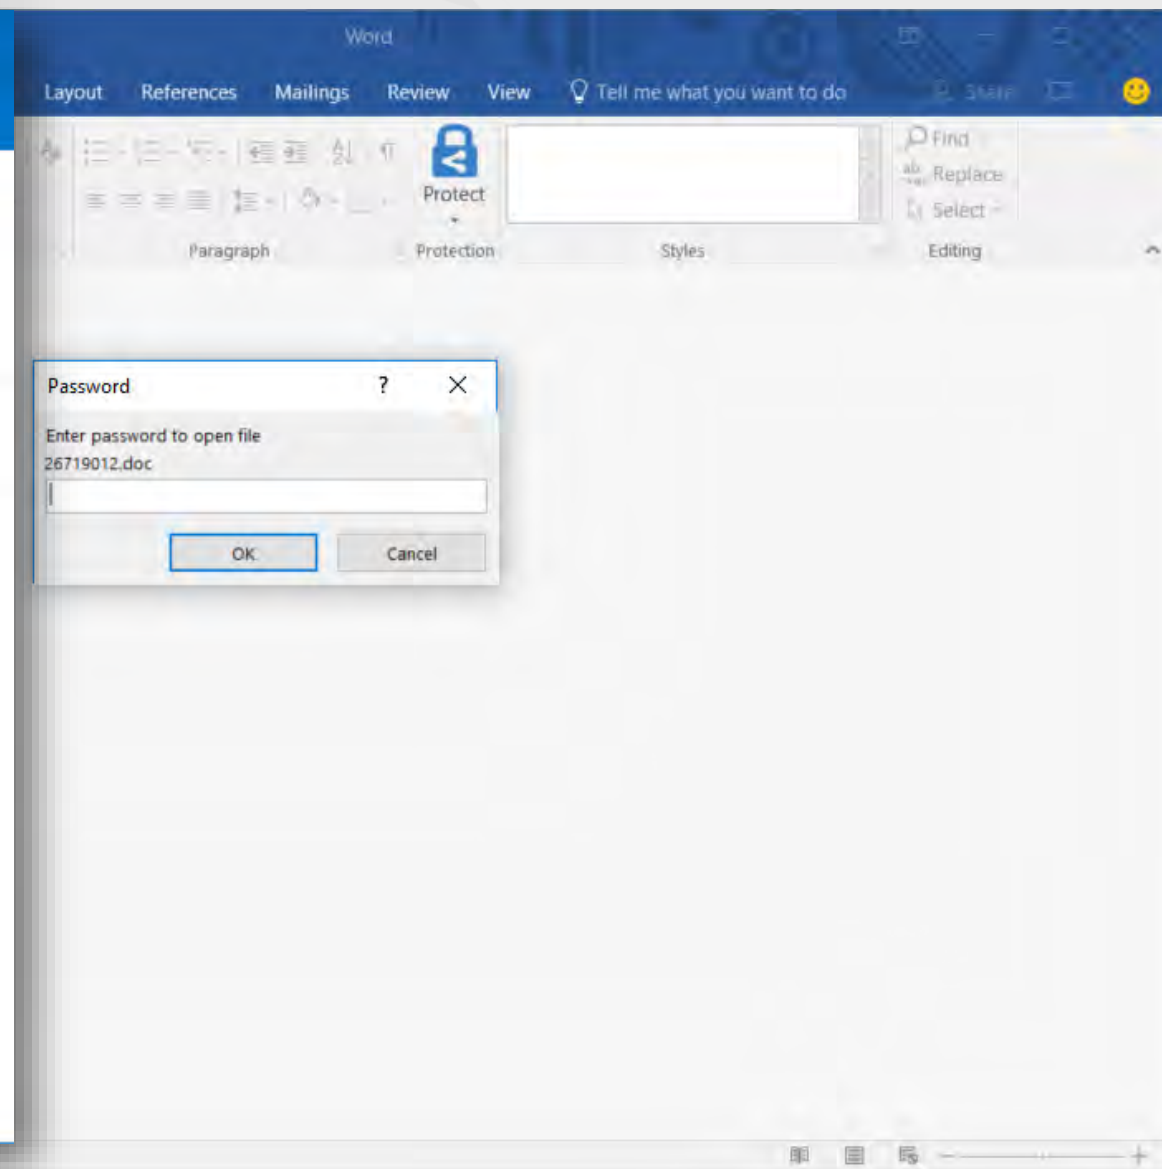 Word
Layout References Mailings Review View Tell me what you want to do Share
Find
Replace
Select
Protect
Paragraph Protection Styles Editing
Password ?
Enter password to open file
26719012.doc
OK Cancel